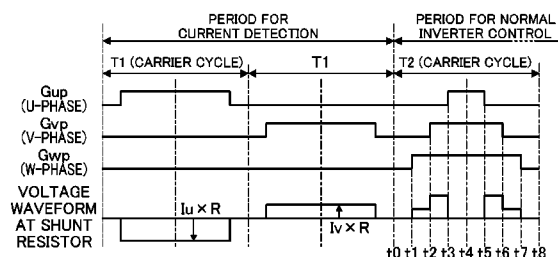 PERIOD FOR
CURRENT DETECTION
PERIOD FOR NORMAL
INVERTER CONTROL
T1 (CARRIER CYCLE)
T1
T2 (CARRIER CYCLE)
Gup
(U-PHASE)
Gvp
(V-PHASE)
Gwp
(W-PHASE)
VOLTAGE
WAVEFORM
AT SHUNT
RESISTOR
Iu × R
Iv × R
t0 t1 t2 t3 t4 t5 t6 t7 t8